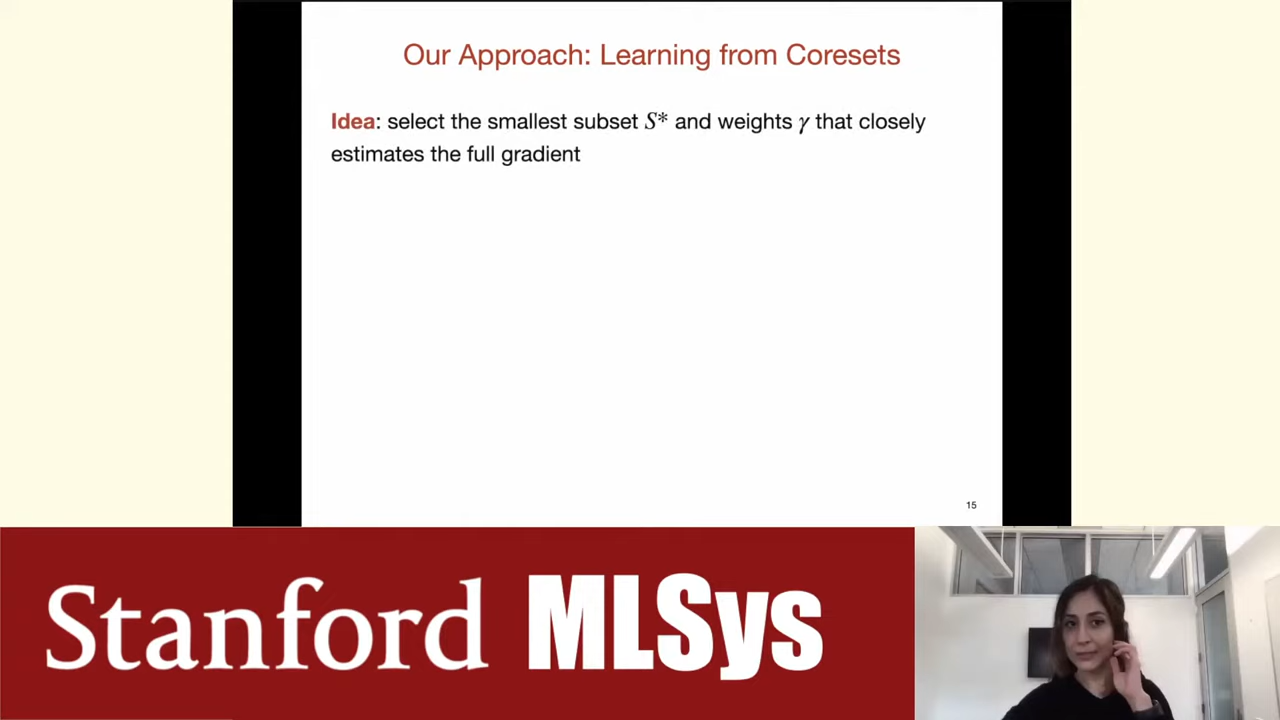 Our Approach: Learning from Coresets
Idea: select the smallest subset S* and weights γ that closely
estimates the full gradient
15
Stanford MLSys